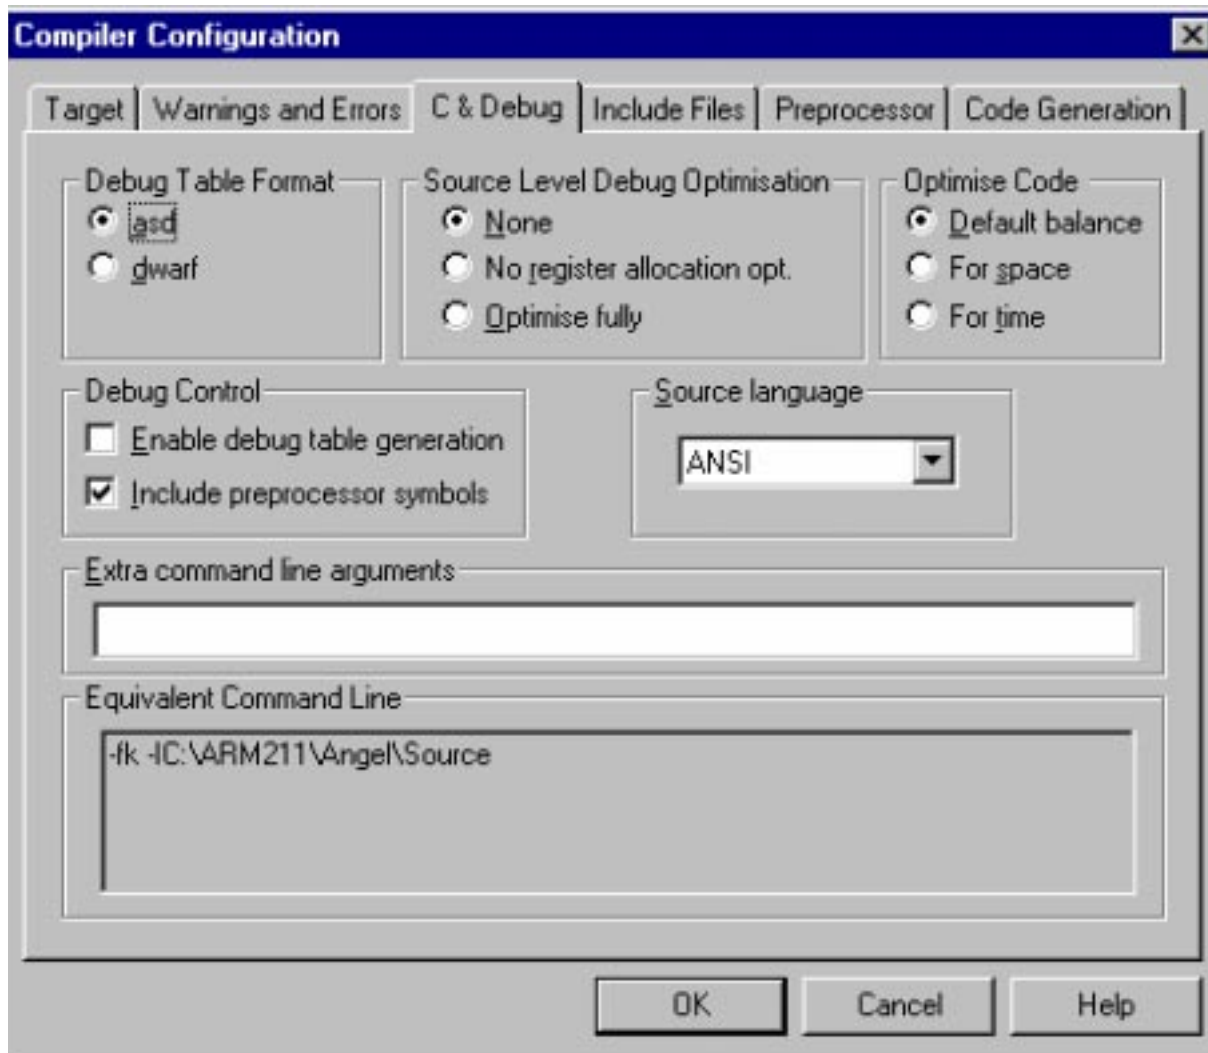 Compiler Configuration
Target Warnings and Errors C & Debug Include Files Preprocessor Code Generation
Debug Table Format
asd
dwarf
Source Level Debug Optimisation
None
No register allocation opt.
Optimise fully
Optimise Code
Default balance
For space
For time
Debug Control
Enable debug table generation
Include preprocessor symbols
Source language
ANSI
Extra command line arguments
Equivalent Command Line
-fk -IC:\ARM211\Angel\Source
OK Cancel Help